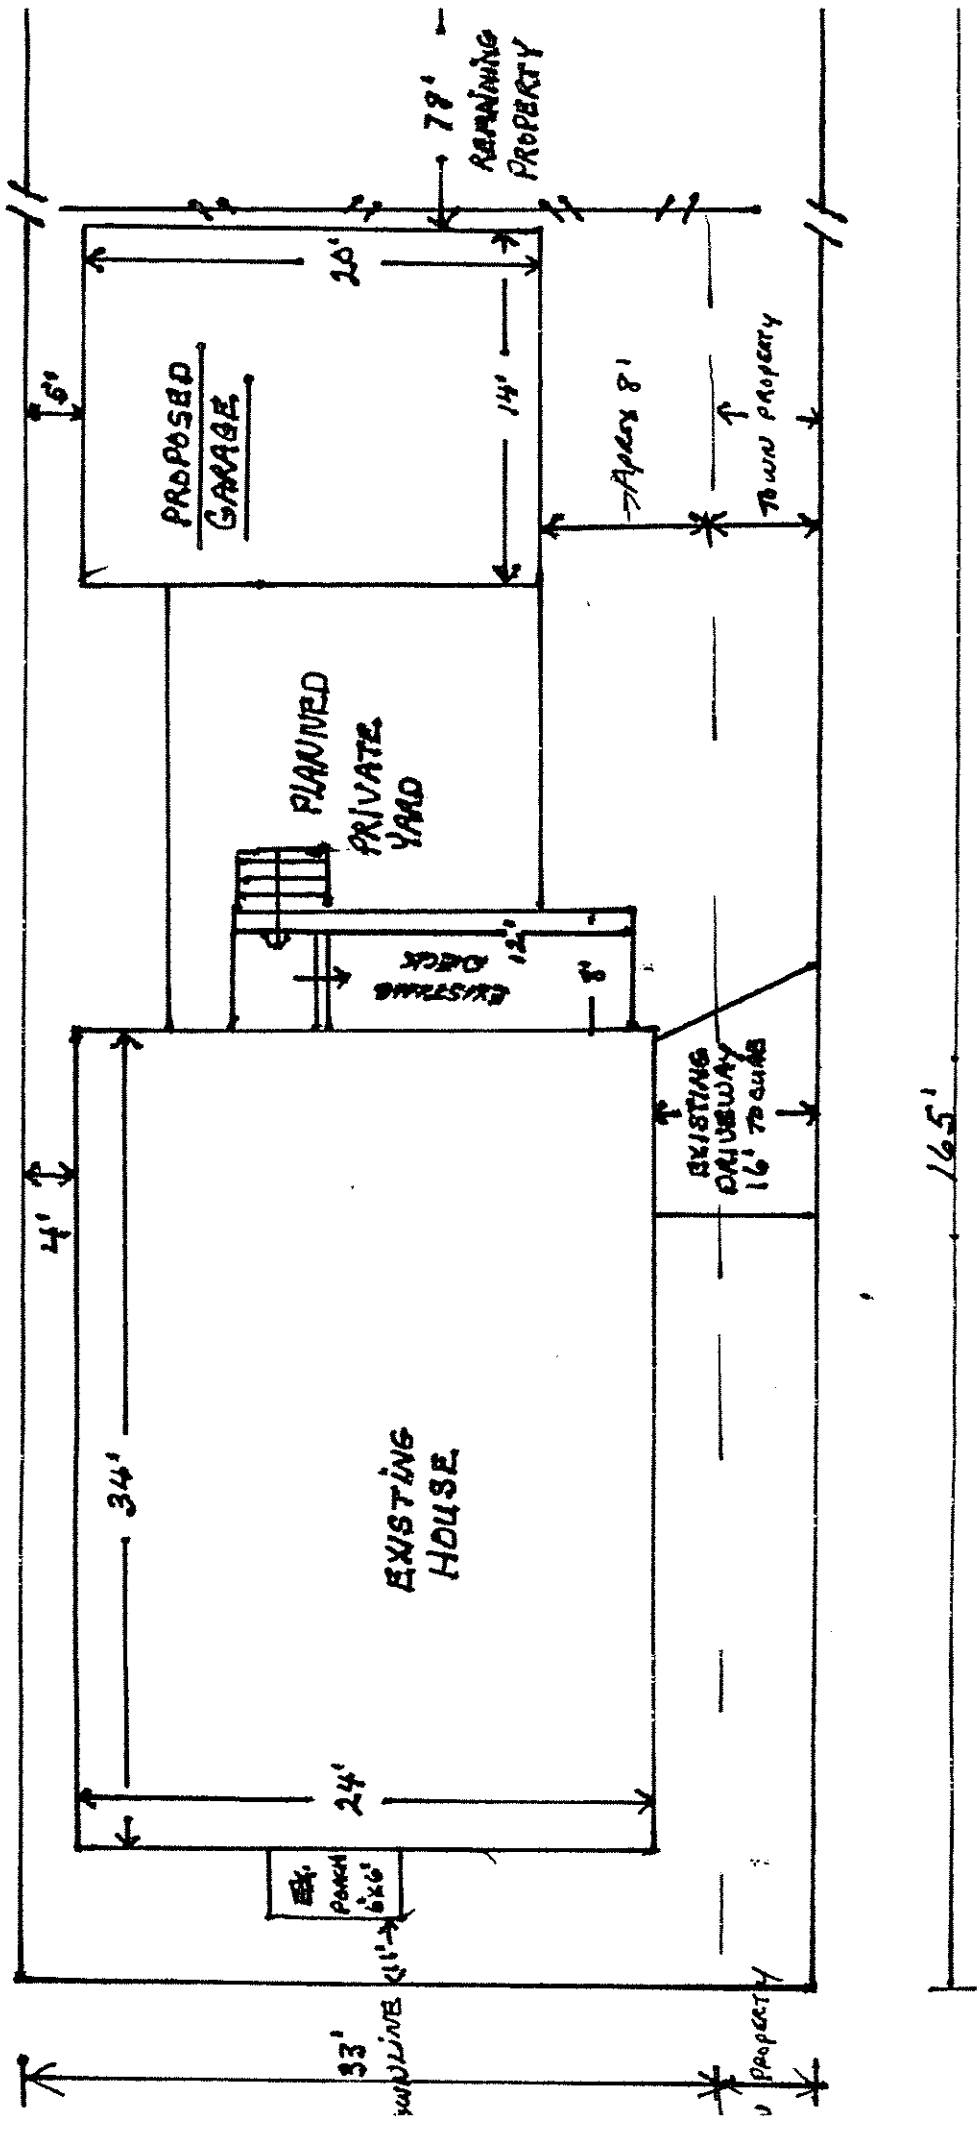 78'
REMAINING
PROPERTY
20'
5'
PROPOSED
GARAGE
14'
Aprox 8'
TOWN PROPERTY
PLANNED
PRIVATE
YARD
12'
EXISTING
DECK
8'
EXISTING
DRIVEWAY
16' TO CURB
4'
34'
EXISTING
HOUSE
165'
24'
EX.
PORCH
6'X6'
11'
33'
PROPERTY